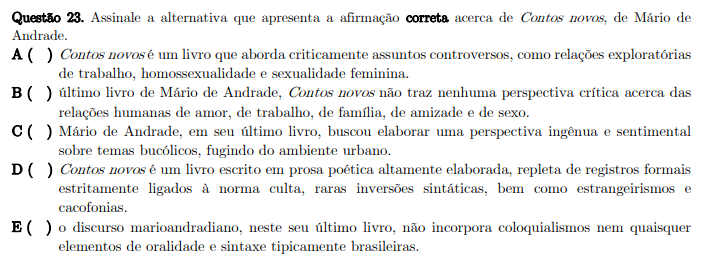 Questão 23. Assinale a alternativa que apresenta a afirmação correta acerca de Contos novos, de Mário de
Andrade.
A ( ) Contos novos é um livro que aborda criticamente assuntos controversos, como relações exploratórias
de trabalho, homossexualidade e sexualidade feminina.
B ( ) último livro de Mário de Andrade, Contos novos não traz nenhuma perspectiva crítica acerca das
relações humanas de amor, de trabalho, de família, de amizade e de sexo.
C ( ) Mário de Andrade, em seu último livro, buscou elaborar uma perspectiva ingênua e sentimental
sobre temas bucólicos, fugindo do ambiente urbano.
D ( ) Contos novos é um livro escrito em prosa poética altamente elaborada, repleta de registros formais
estritamente ligados à norma culta, raras inversões sintáticas, bem como estrangeirismos e
cacofonias.
E ( ) o discurso marioandradiano, neste seu último livro, não incorpora coloquialismos nem quaisquer
elementos de oralidade e sintaxe tipicamente brasileiras.